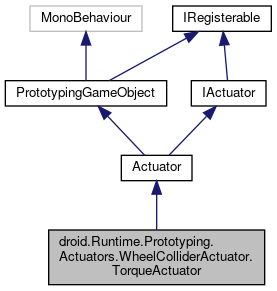 MonoBehaviour
IRegisterable
PrototypingGameObject
IActuator
Actuator
droid.Runtime.Prototyping.
Actuators.WheelColliderActuator.
TorqueActuator